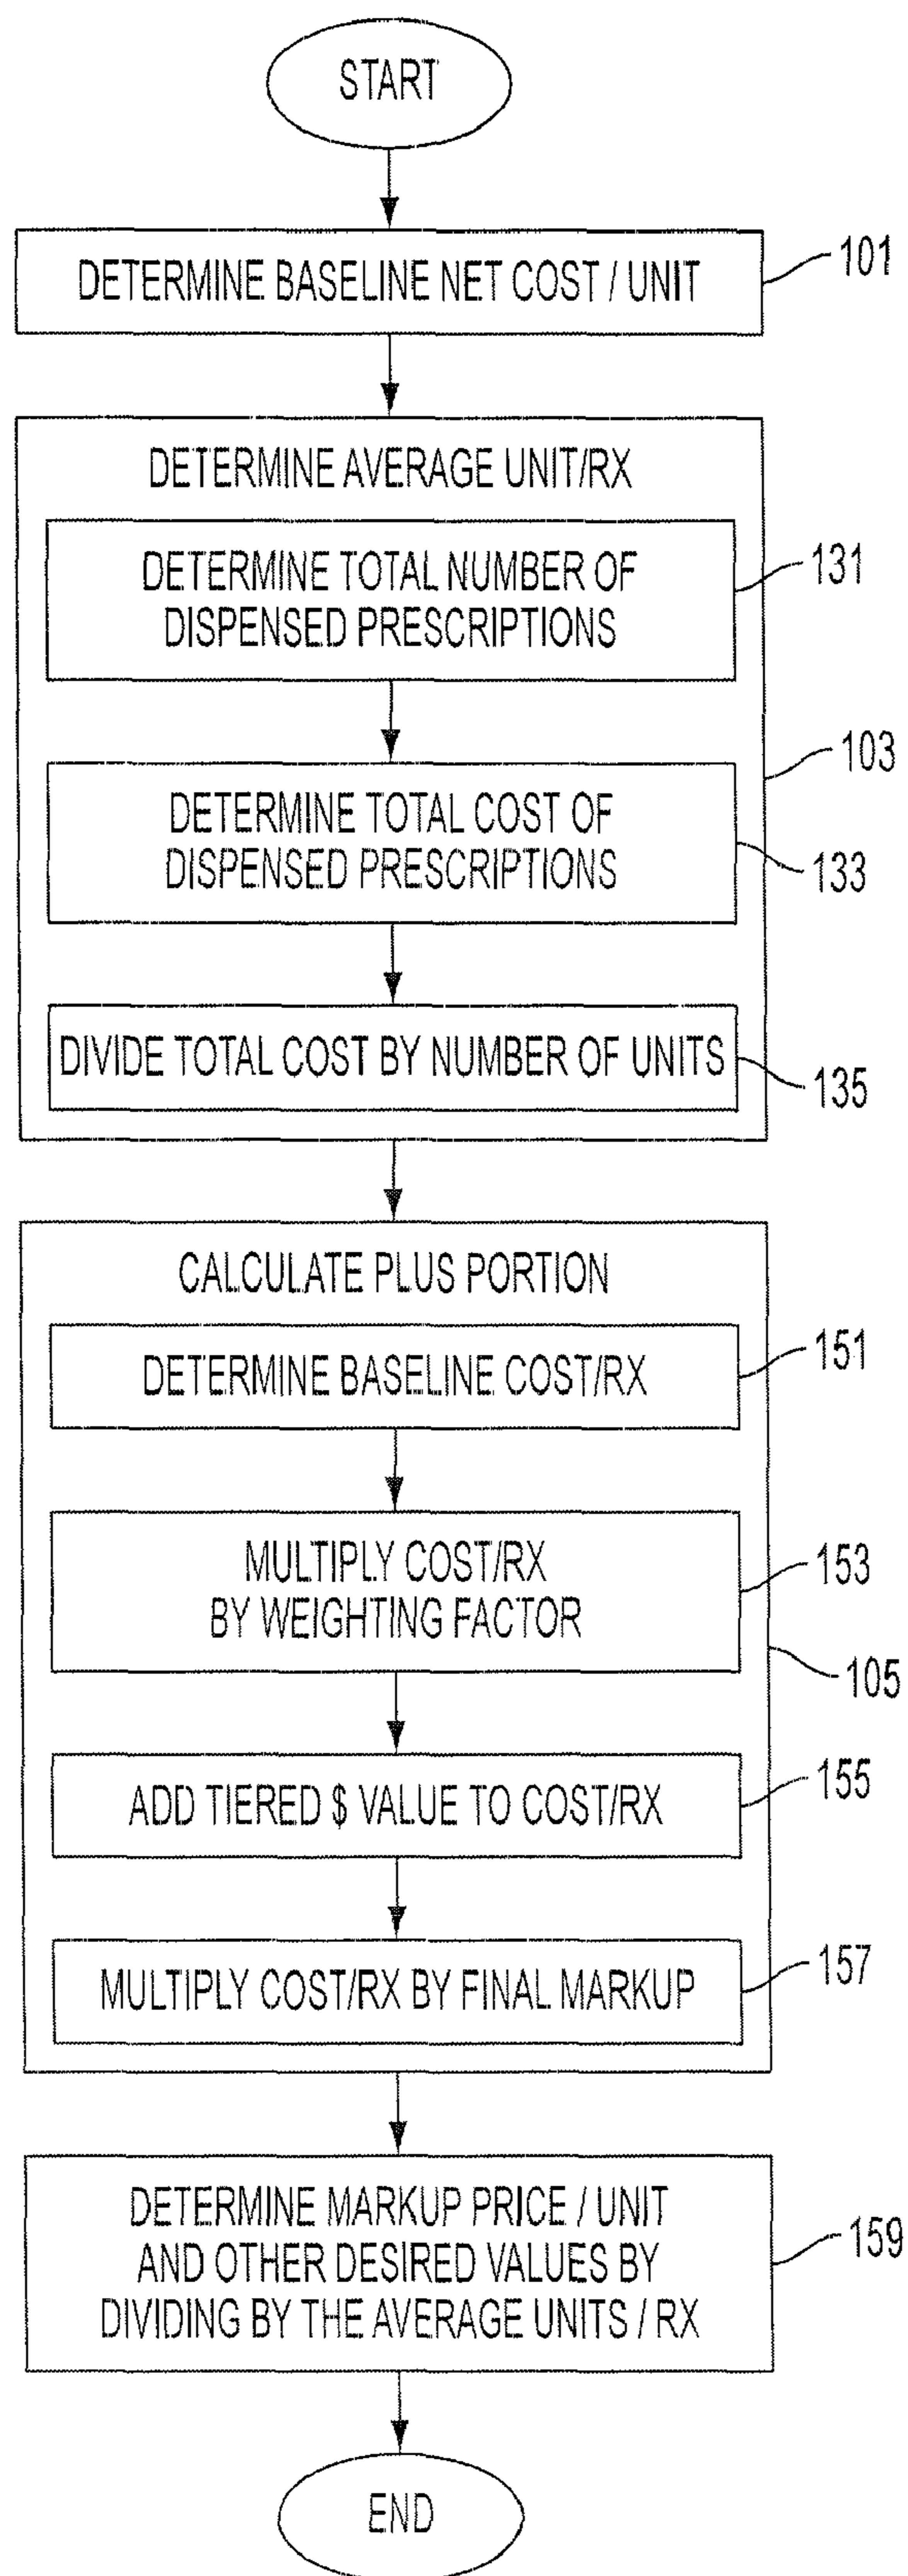 START
DETERMINE BASELINE NET COST / UNIT
101
DETERMINE AVERAGE UNIT/RX
DETERMINE TOTAL NUMBER OF
DISPENSED PRESCRIPTIONS
131
103
DETERMINE TOTAL COST OF
DISPENSED PRESCRIPTIONS
133
DIVIDE TOTAL COST BY NUMBER OF UNITS
135
CALCULATE PLUS PORTION
DETERMINE BASELINE COST/RX
151
MULTIPLY COST/RX
BY WEIGHTING FACTOR
153
105
ADD TIERED $ VALUE TO COST/RX
155
MULTIPLY COST/RX BY FINAL MARKUP
157
DETERMINE MARKUP PRICE / UNIT
AND OTHER DESIRED VALUES BY
DIVIDING BY THE AVERAGE UNITS / RX
159
END